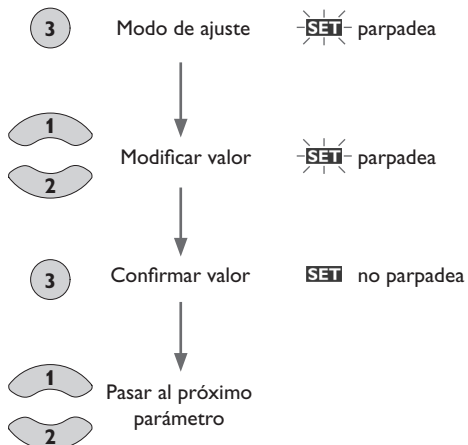 3 Modo de ajuste SET parpadea
1
Modificar valor SET parpadea
2
3 Confirmar valor SET no parpadea
1
Pasar al próximo
parámetro
2